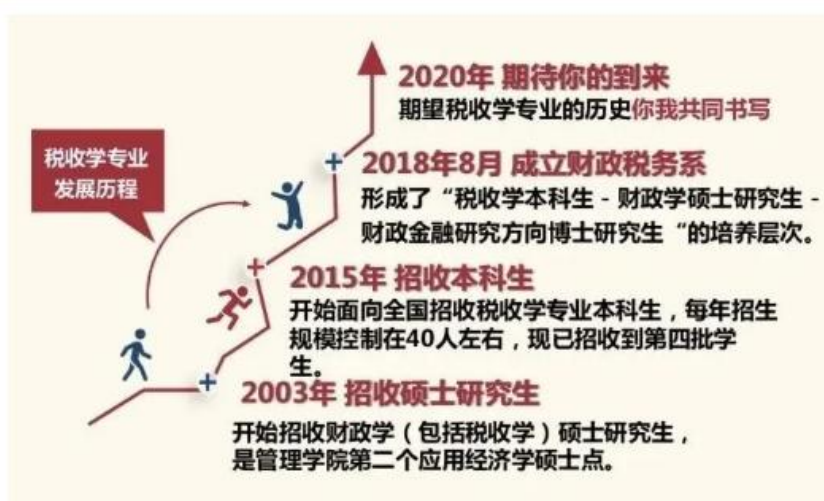 2020年 期待你的到来
期望税收学专业的历史你我共同书写
税收学专业
发展历程
2018年8月 成立财政税务系
形成了“税收学本科生 - 财政学硕士研究生 -
财政金融研究方向博士研究生“的培养层次。
2015年 招收本科生
开始面向全国招收税收学专业本科生，每年招生
规模控制在40人左右，现已招收到第四批学
生。
2003年 招收硕士研究生
开始招收财政学（包括税收学）硕士研究生，
是管理学院第二个应用经济学硕士点。